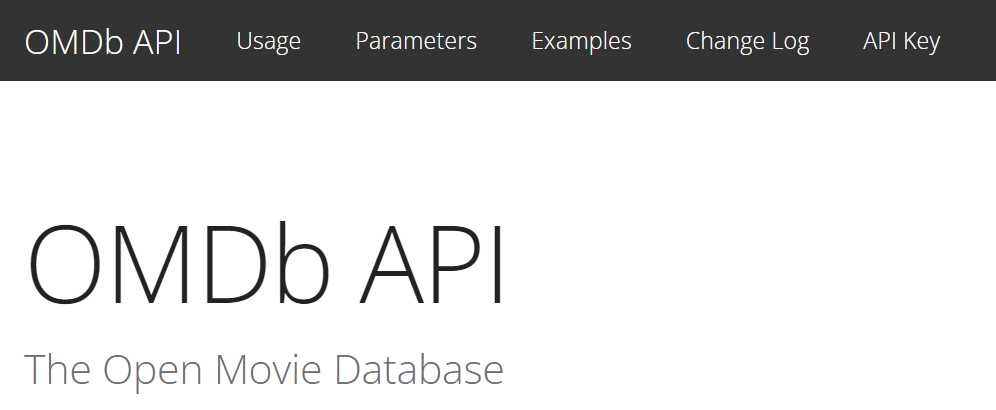 OMDb API Usage Parameters Examples Change Log API Key
OMDb API
The Open Movie Database